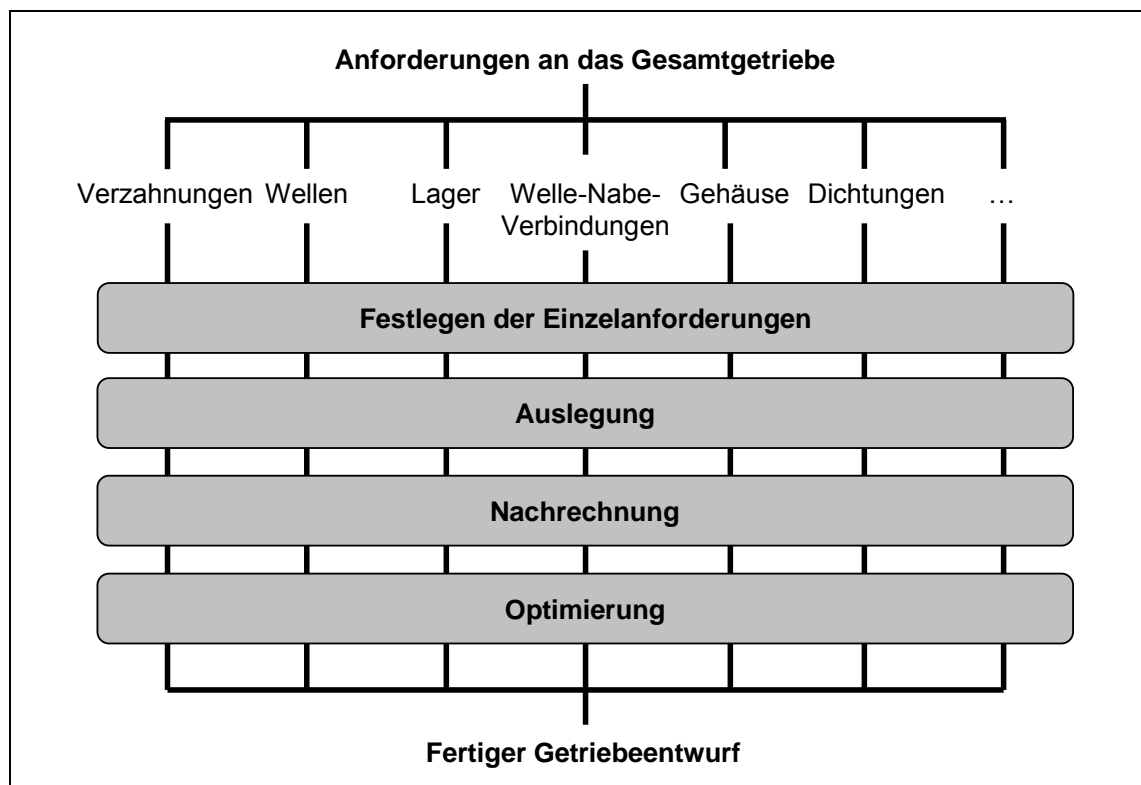 Anforderungen an das Gesamtgetriebe
Verzahnungen Wellen Lager Welle-Nabe- Gehäuse Dichtungen …
Verbindungen
Festlegen der Einzelanforderungen
Auslegung
Nachrechnung
Optimierung
Fertiger Getriebeentwurf